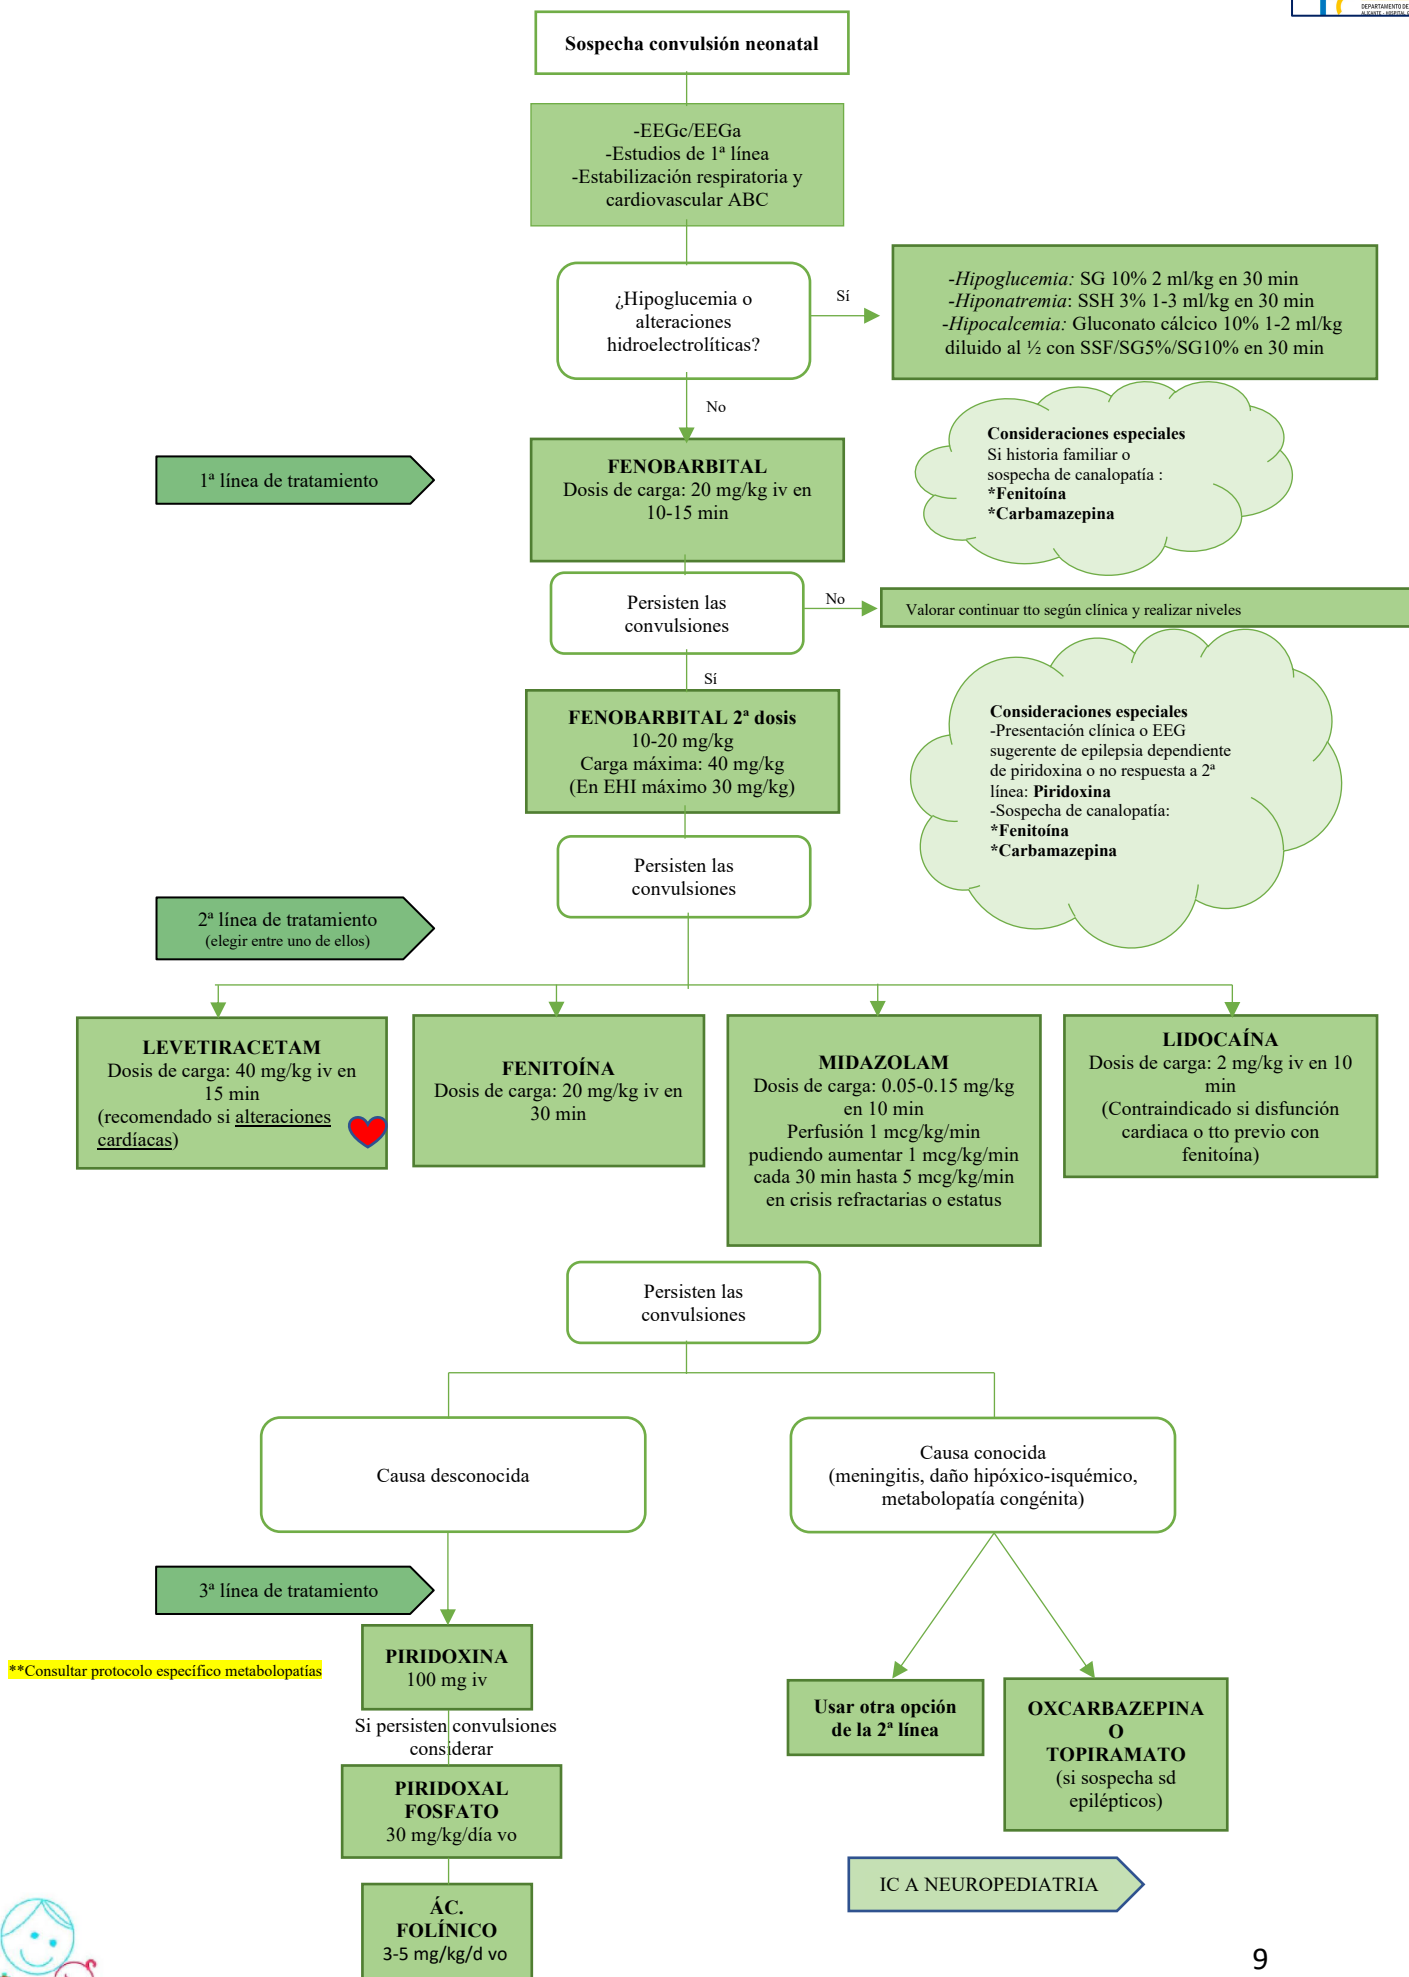 DEPARTAMENTO DE
Sospecha convulsión neonatal
-EEGc/EEGa
-Estudios de 1ª línea
-Estabilización respiratoria y
cardiovascular ABC
¿Hipoglucemia o
alteraciones
hidroelectrolíticas?
Sí
-Hipoglucemia: SG 10% 2 ml/kg en 30 min
-Hiponatremia: SSH 3% 1-3 ml/kg en 30 min
-Hipocalcemia: Gluconato cálcico 10% 1-2 ml/kg
diluido al ½ con SSF/SG5%/SG10% en 30 min
No
1ª línea de tratamiento
FENOBARBITAL
Dosis de carga: 20 mg/kg iv en
10-15 min
Consideraciones especiales
Si historia familiar o
sospecha de canalopatía :
*Fenitoína
*Carbamazepina
Persisten las
convulsiones
No
Valorar continuar tto según clínica y realizar niveles
Sí
FENOBARBITAL 2ª dosis
10-20 mg/kg
Carga máxima: 40 mg/kg
(En EHI máximo 30 mg/kg)
Consideraciones especiales
-Presentación clínica o EEG
sugerente de epilepsia dependiente
de piridoxina o no respuesta a 2ª
línea: Piridoxina
-Sospecha de canalopatía:
*Fenitoína
*Carbamazepina
Persisten las
convulsiones
2ª línea de tratamiento
(elegir entre uno de ellos)
LEVETIRACETAM
Dosis de carga: 40 mg/kg iv en
15 min
(recomendado si alteraciones
cardíacas)
FENITOÍNA
Dosis de carga: 20 mg/kg iv en
30 min
MIDAZOLAM
Dosis de carga: 0.05-0.15 mg/kg
en 10 min
Perfusión 1 mcg/kg/min
pudiendo aumentar 1 mcg/kg/min
cada 30 min hasta 5 mcg/kg/min
en crisis refractarias o estatus
LIDOCAÍNA
Dosis de carga: 2 mg/kg iv en 10
min
(Contraindicado si disfunción
cardiaca o tto previo con
fenitoína)
Persisten las
convulsiones
Causa desconocida
Causa conocida
(meningitis, daño hipóxico-isquémico,
metabolopatía congénita)
3ª línea de tratamiento
**Consultar protocolo específico metabolopatías
PIRIDOXINA
100 mg iv
Si persisten convulsiones
considerar
PIRIDOXAL
FOSFATO
30 mg/kg/día vo
ÁC.
FOLÍNICO
3-5 mg/kg/d vo
Usar otra opción
de la 2ª línea
OXCARBAZEPINA
O
TOPIRAMATO
(si sospecha sd
epilépticos)
IC A NEUROPEDIATRIA
9